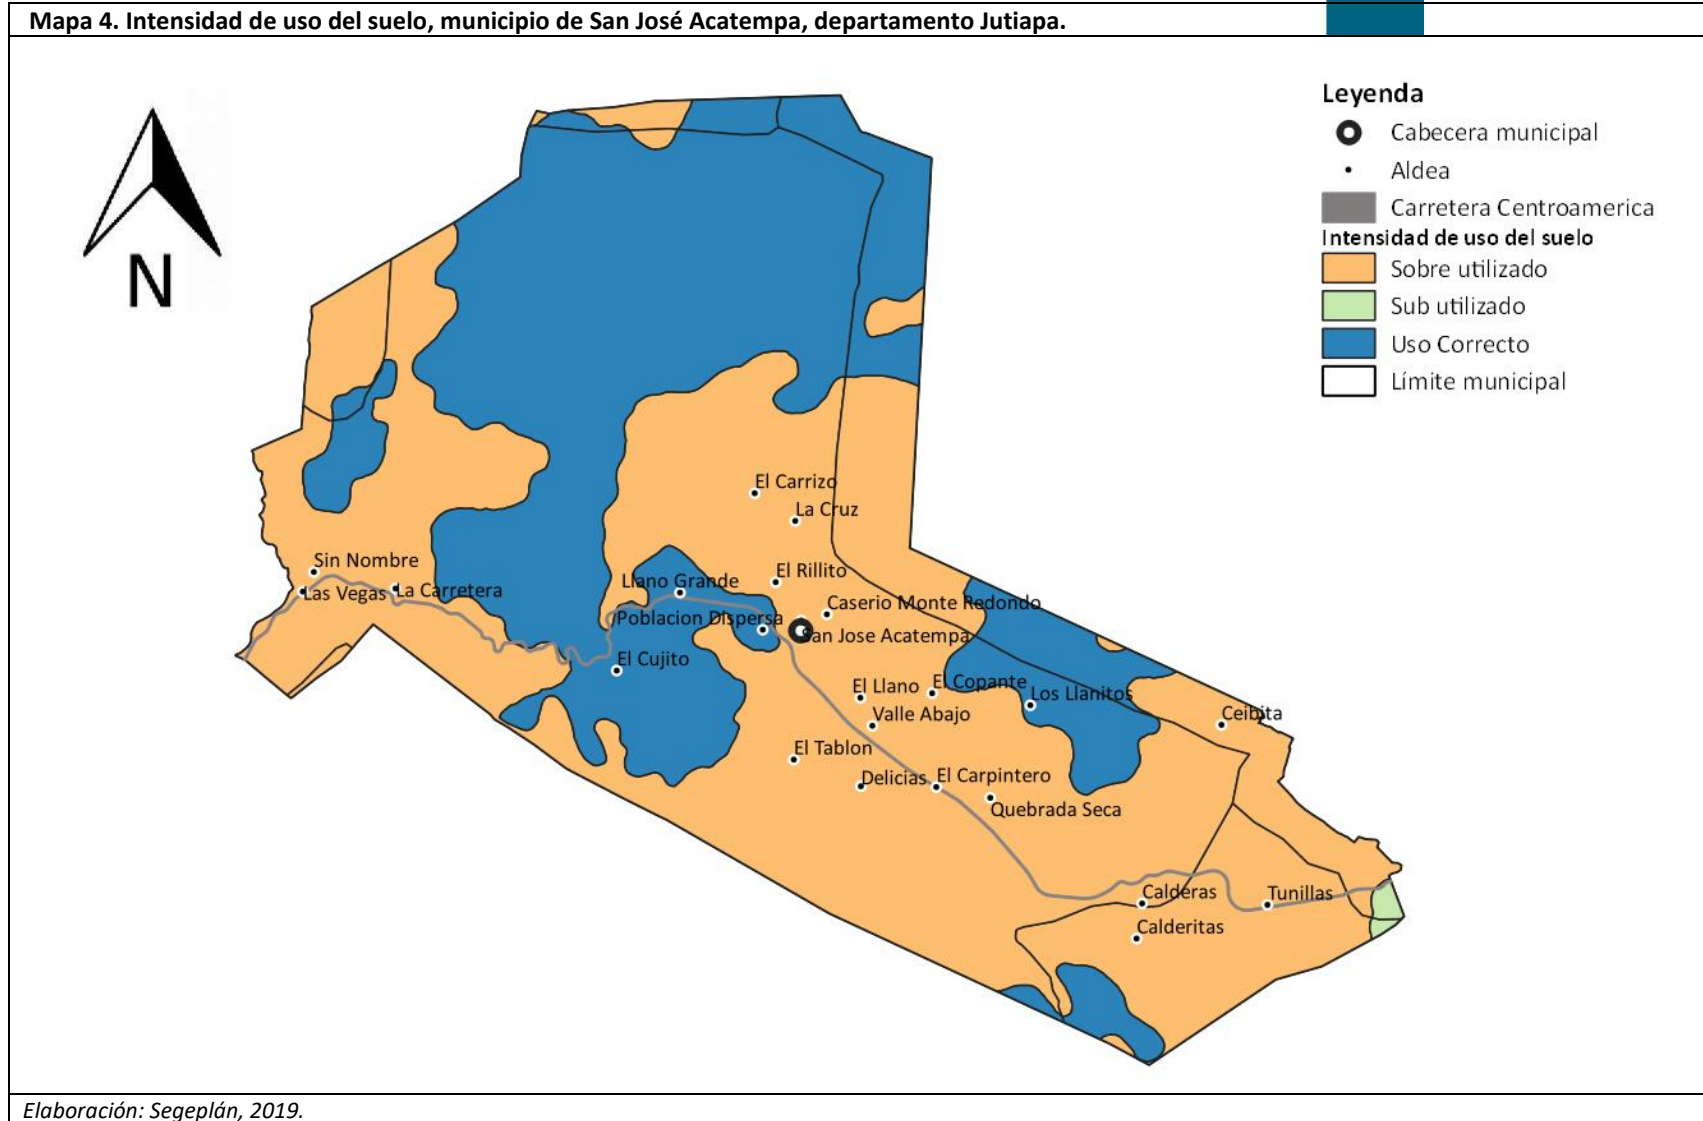 Mapa 4. Intensidad de uso del suelo, municipio de San José Acatempa, departamento Jutiapa.
N
Leyenda
Cabecera municipal
Aldea
Carretera Centroamerica
Intensidad de uso del suelo
Sobre utilizado
Sub utilizado
Uso Correcto
Límite municipal
El Carrizo
La Cruz
Sin Nombre
Las Vegas
La Carretera
Llano Grande
El Rillito
Poblacion Dispersa
Caserio Monte Redondo
San Jose Acatempa
El Cujito
El Llano
El Copante
Los Llanitos
Valle Abajo
Ceibita
El Tablon
Delicias
El Carpintero
Quebrada Seca
Calderas
Tunillas
Calderitas
Elaboración: Segeplán, 2019.